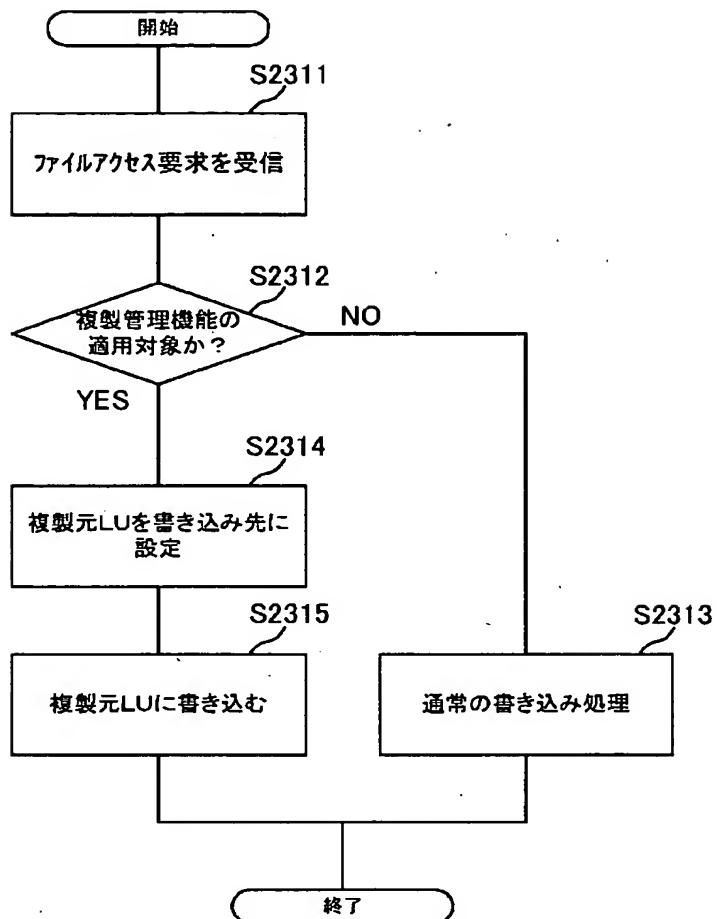 開始
S2311
ファイルアクセス要求を受信
S2312
複製管理機能の
適用対象か?
NO
YES
S2314
複製元LUを書き込み先に
設定
S2315
複製元LUに書き込む
S2313
通常の書き込み処理
終了